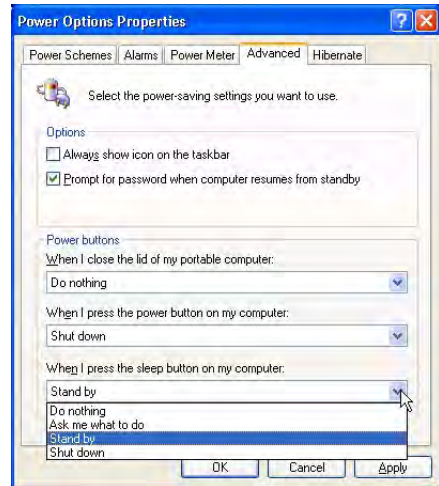 Power Options Properties
Power Schemes Alarms Power Meter Advanced Hibernate
Select the power-saving settings you want to use.
Options
Always show icon on the taskbar
Prompt for password when computer resumes from standby
Power buttons
When I close the lid of my portable computer:
Do nothing
When I press the power button on my computer:
Shut down
When I press the sleep button on my computer:
Stand by
Do nothing
Ask me what to do
Stand by
Shut down
OK Cancel Apply